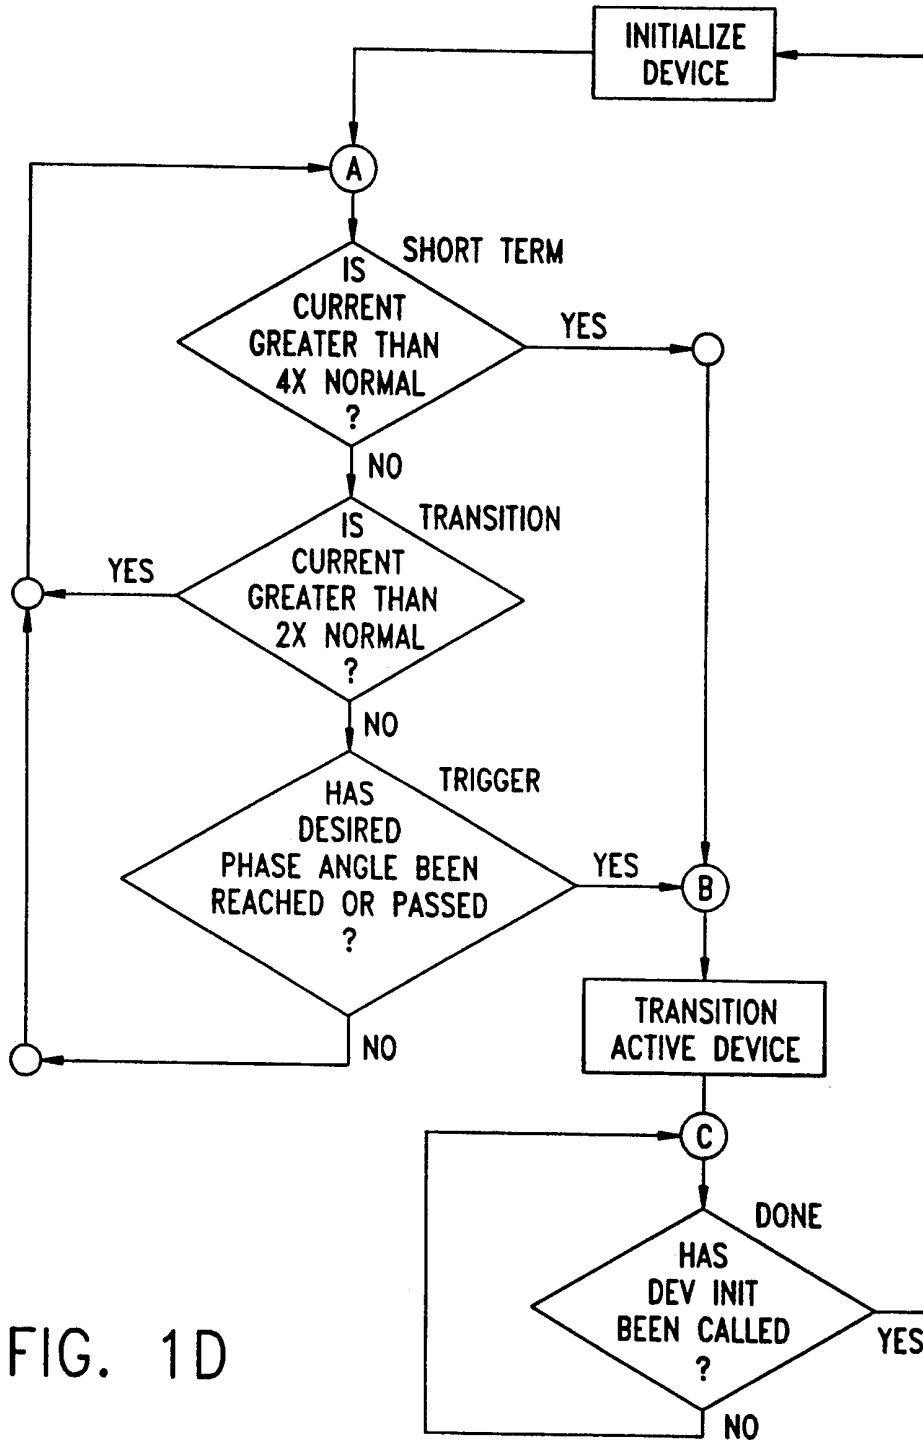 INITIALIZE
DEVICE
A
SHORT TERM
IS
CURRENT
GREATER THAN
4X NORMAL
?
YES
NO
TRANSITION
IS
CURRENT
GREATER THAN
2X NORMAL
?
YES
NO
TRIGGER
HAS
DESIRED
PHASE ANGLE BEEN
REACHED OR PASSED
?
YES
B
NO
TRANSITION
ACTIVE DEVICE
C
DONE
HAS
DEV INIT
BEEN CALLED
?
YES
NO
FIG. 1D